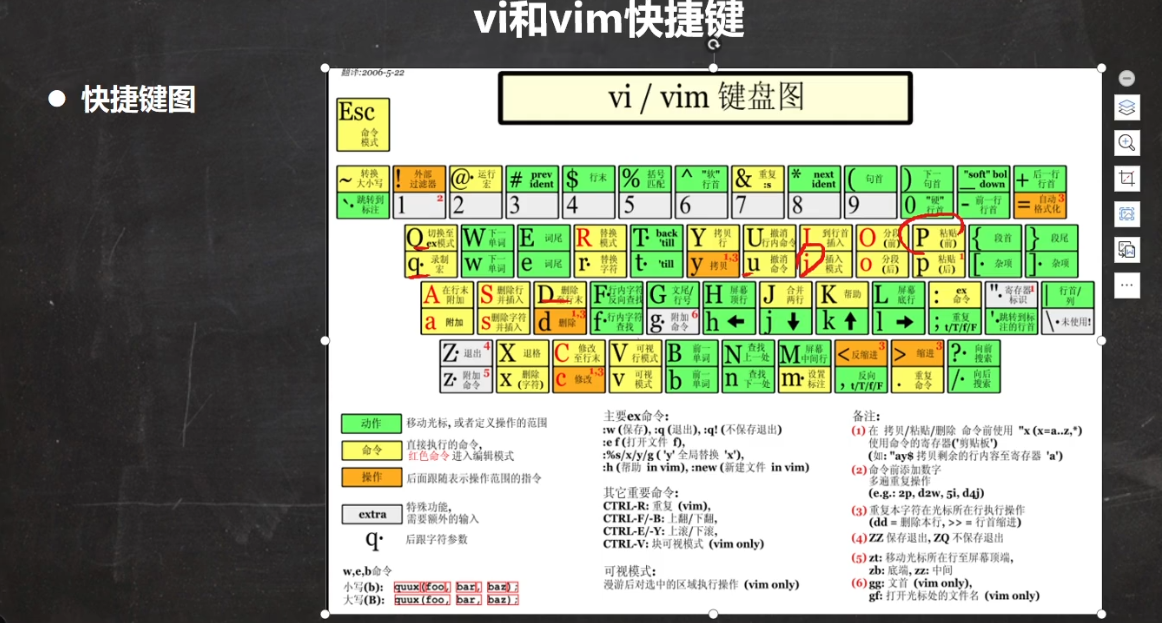 vi和vim快捷键
● 快捷键图
翻译:2006-5-22
vi / vim 键盘图
Esc 命令模式
~ 转换大小写 ! 外部过滤器 @· 运行宏 # prev ident $ 行末 % 括号匹配 ^ "软"行首 & 重复 :s * next ident ( 句首 ) 下一句首 "soft" bol down + 后一行行首
`· 跳转到标注 1 2 2 3 4 5 6 7 8 9 0 "硬"行首 - 前一行行首 = 自动格式化 3
Q 切换至ex模式 W 下一单词 E 词尾 R 替换模式 T· back 'till Y 拷贝行 U 撤消行内命令 I 到行首插入 O 分段(前) P 粘贴(前) { 段首 } 段尾
q· 录制宏 w 下一单词 e 词尾 r· 替换字符 t· 'till y 拷贝 1,3 u 撤消命令 i 插入模式 o 分段(后) p 粘贴(后) 1 [· 杂项 ]· 杂项
A 在行末附加 S 删除行并插入 D 删除至行末 F· 行内字符反向查找 G 文尾/行号 H 屏幕顶行 J 合并两行 K 帮助 L 屏幕底行 : ex命令 "· 寄存器标识 1 | 行首/列
a 附加 s 删除字符并插入 d 删除 1,3 f· 行内字符查找 g· 附加命令 6 h ← j ↓ k ↑ l → ; 重复 t/T/f/F '· 跳转到标注的行首 \· 未使用!
Z· 退出 4 X 退格 C 修改至行末 V 可视行模式 B 前一单词 N 查找上一处 M 屏幕中间行 < 反缩进 3 > 缩进 3 ?· 向前搜索
z· 附加命令 5 x 删除(字符) c 修改 1,3 v 可视模式 b 前一单词 n 查找下一处 m· 设置标注 , 反向 t/T/f/F . 重复命令 /· 向后搜索
动作 移动光标, 或者定义操作的范围
命令 直接执行的命令,
红色命令 进入编辑模式
操作 后面跟随表示操作范围的指令
extra 特殊功能,
需要额外的输入
q· 后跟字符参数
w,e,b命令
小写(b): quux(foo, bar, baz);
大写(B): quux(foo, bar, baz);
主要ex命令:
:w (保存), :q (退出), :q! (不保存退出)
:e f (打开文件 f),
:%s/x/y/g ( 'y' 全局替换 'x'),
:h (帮助 in vim), :new (新建文件 in vim)
其它重要命令:
CTRL-R: 重复 (vim),
CTRL-F/-B: 上翻/下翻,
CTRL-E/-Y: 上滚/下滚,
CTRL-V: 块可视模式 (vim only)
可视模式:
漫游后对选中的区域执行操作 (vim only)
备注:
(1) 在 拷贝/粘贴/删除 命令前使用 "x (x=a..z,*)
使用命令的寄存器('剪贴板')
(如: "ay$ 拷贝剩余的行内容至寄存器 'a')
(2) 命令前添加数字
多遍重复操作
(e.g.: 2p, d2w, 5i, d4j)
(3) 重复本字符在光标所在行执行操作
(dd = 删除本行, >> = 行首缩进)
(4) ZZ 保存退出, ZQ 不保存退出
(5) zt: 移动光标所在行至屏幕顶端,
zb: 底端, zz: 中间
(6) gg: 文首 (vim only),
gf: 打开光标处的文件名 (vim only)